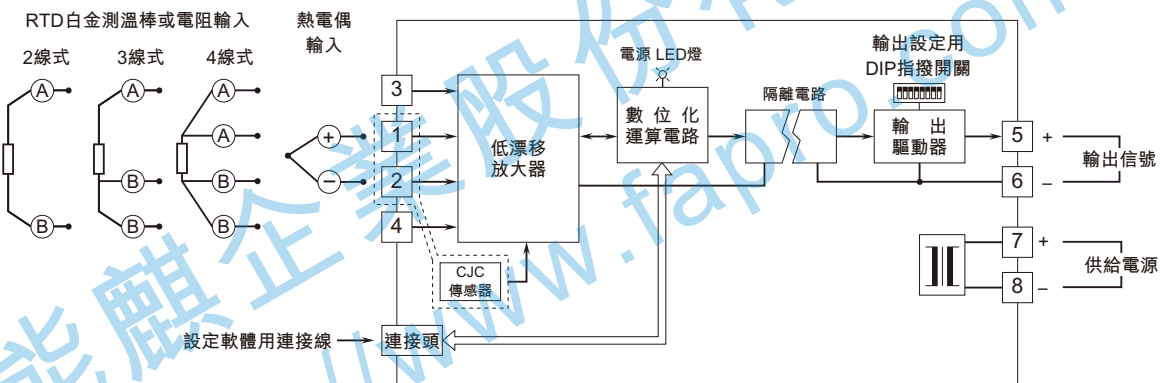 RTD白金測溫棒或電阻輸入
熱電偶
輸入
2線式
3線式
4線式
A
A
A
A
B
B
B
B
+
−
3
1
2
4
低漂移
放大器
CJC
傳感器
設定軟體用連接線
連接頭
電源 LED燈
數位化
運算電路
隔離電路
輸出設定用
DIP指撥開關
輸出
驅動器
5
+
6
–
輸出信號
7
+
8
–
供給電源
能麒企業股份有
//www.fapro.com